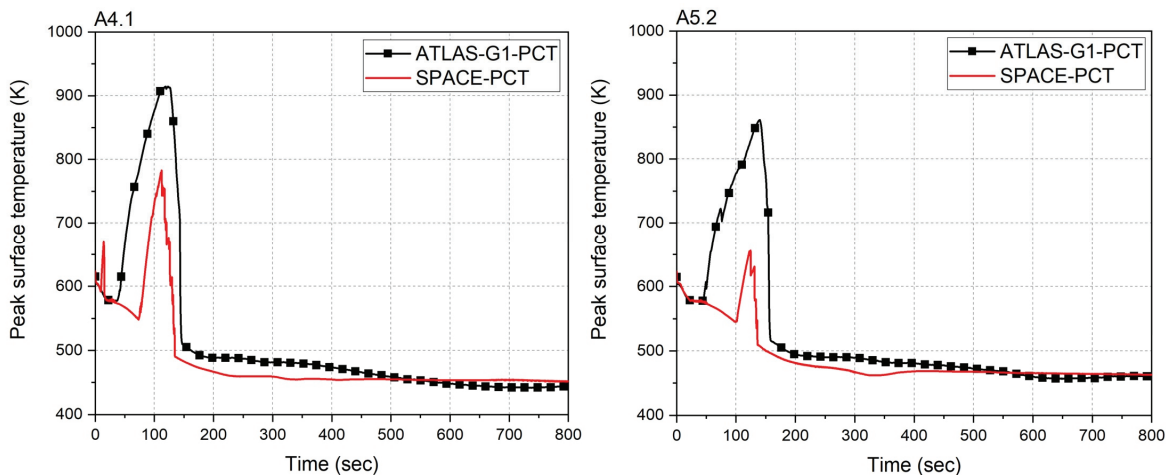 A4.1
ATLAS-G1-PCT
SPACE-PCT
Peak surface temperature (K)
1000
900
800
700
600
500
400
0 100 200 300 400 500 600 700 800
Time (sec)
A5.2
ATLAS-G1-PCT
SPACE-PCT
Peak surface temperature (K)
1000
900
800
700
600
500
400
0 100 200 300 400 500 600 700 800
Time (sec)